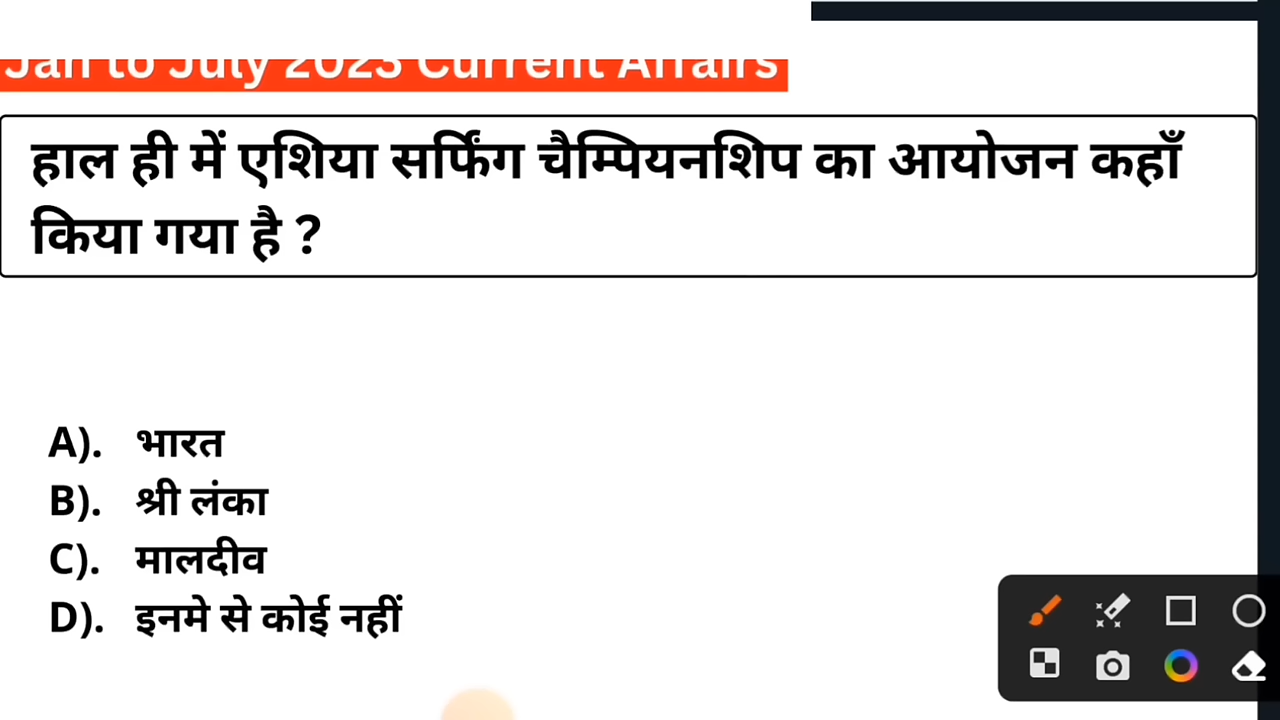 Jan to July 2023 Current Affairs
हाल ही में एशिया सर्फिंग चैम्पियनशिप का आयोजन कहाँ
किया गया है ?
A). भारत
B). श्री लंका
C). मालदीव
D). इनमे से कोई नहीं